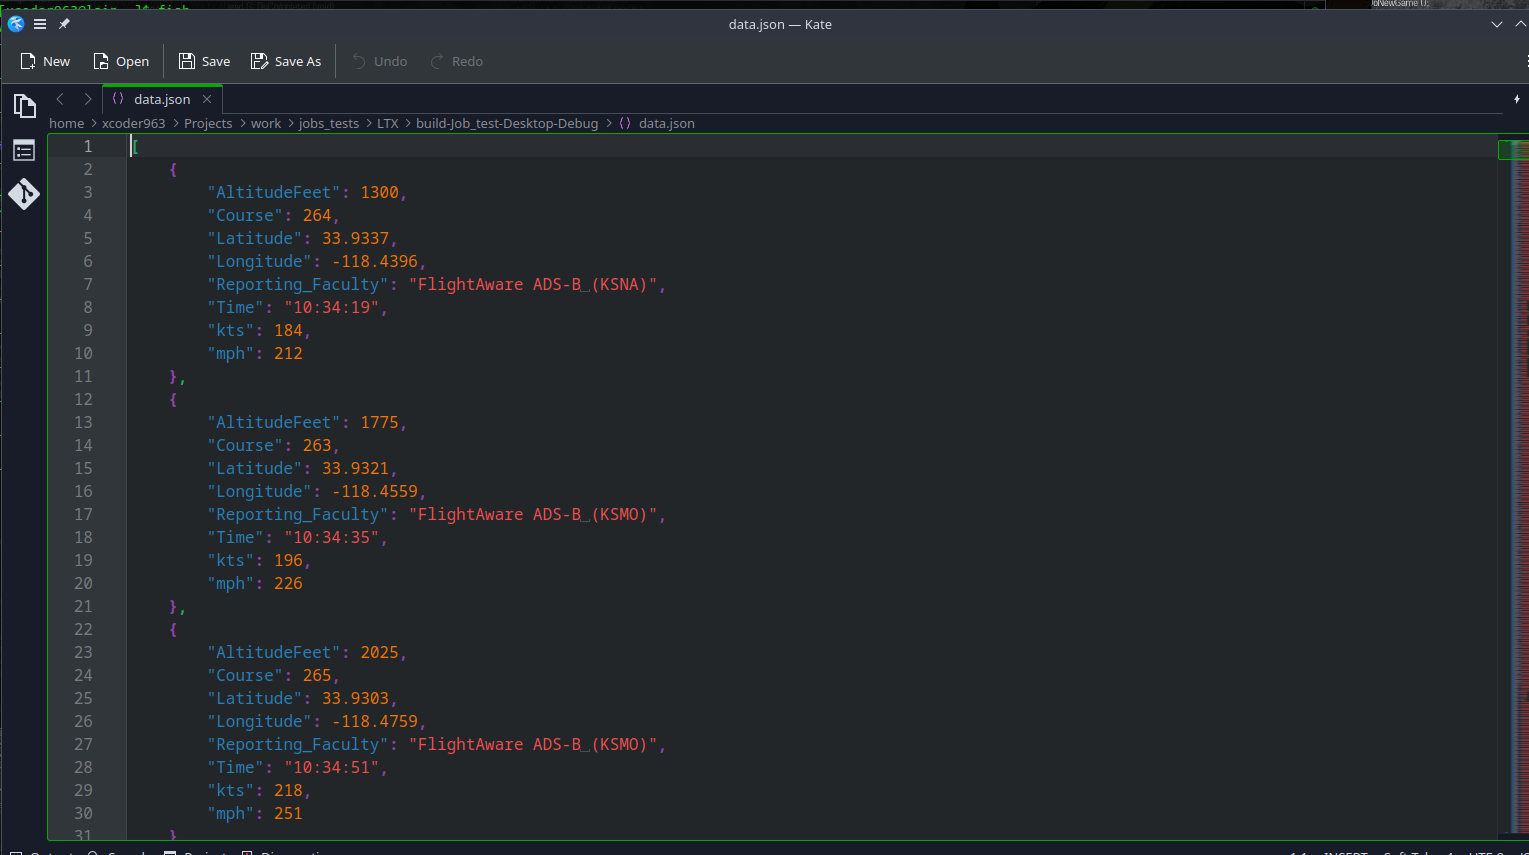 data.json — Kate
New Open Save Save As Undo Redo
data.json
home > xcoder963 > Projects > work > jobs_tests > LTX > build-Job_test-Desktop-Debug > data.json
1 [
2 {
3 "AltitudeFeet": 1300,
4 "Course": 264,
5 "Latitude": 33.9337,
6 "Longitude": -118.4396,
7 "Reporting_Faculty": "FlightAware ADS-B (KSNA)",
8 "Time": "10:34:19",
9 "kts": 184,
10 "mph": 212
11 },
12 {
13 "AltitudeFeet": 1775,
14 "Course": 263,
15 "Latitude": 33.9321,
16 "Longitude": -118.4559,
17 "Reporting_Faculty": "FlightAware ADS-B (KSMO)",
18 "Time": "10:34:35",
19 "kts": 196,
20 "mph": 226
21 },
22 {
23 "AltitudeFeet": 2025,
24 "Course": 265,
25 "Latitude": 33.9303,
26 "Longitude": -118.4759,
27 "Reporting_Faculty": "FlightAware ADS-B (KSMO)",
28 "Time": "10:34:51",
29 "kts": 218,
30 "mph": 251
31 }